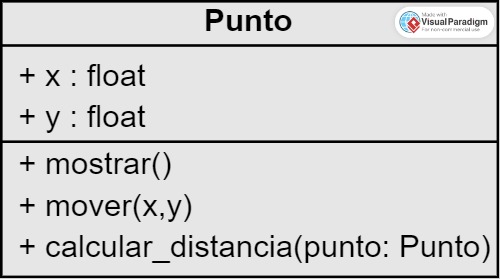 Punto
Made with
Visual Paradigm
For non-commercial use
+ x : float
+ y : float
+ mostrar()
+ mover(x,y)
+ calcular_distancia(punto: Punto)